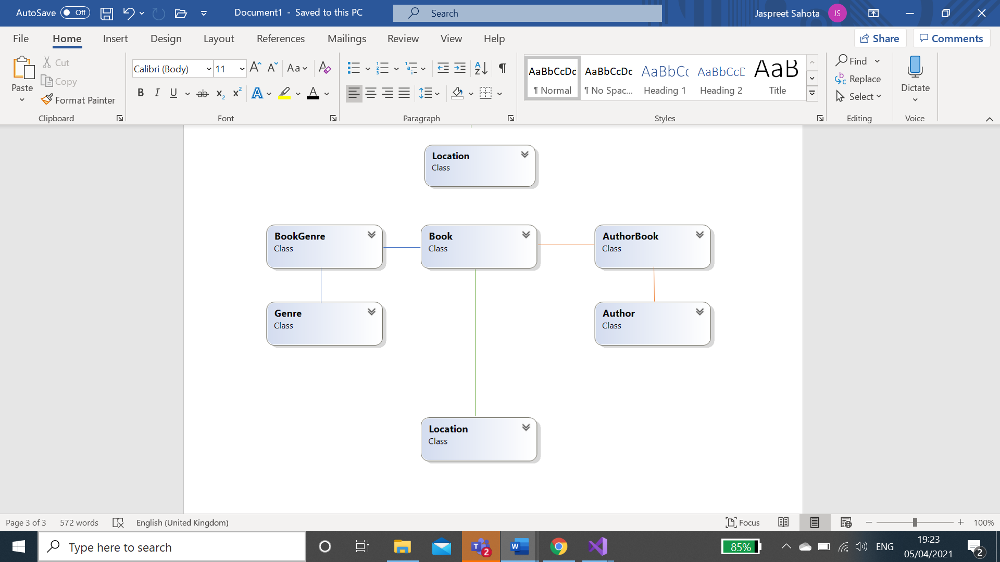 AutoSave Off Document1 - Saved to this PC Search Jaspreet Sahota JS
File Home Insert Design Layout References Mailings Review View Help Share Comments
Paste Cut Copy Format Painter
Calibri (Body) 11 Aa
B I U ab x2 x2 A A
AaBbCcDc AaBbCcDc AaBbCc AaBbCcD AaB
¶ Normal ¶ No Spac... Heading 1 Heading 2 Title
Find Replace Select
Dictate
Clipboard Font Paragraph Styles Editing Voice
Location
Class
BookGenre
Class
Book
Class
AuthorBook
Class
Genre
Class
Author
Class
Location
Class
Page 3 of 3 572 words English (United Kingdom) Focus 100%
Type here to search
2
85%
ENG
19:23
05/04/2021
2